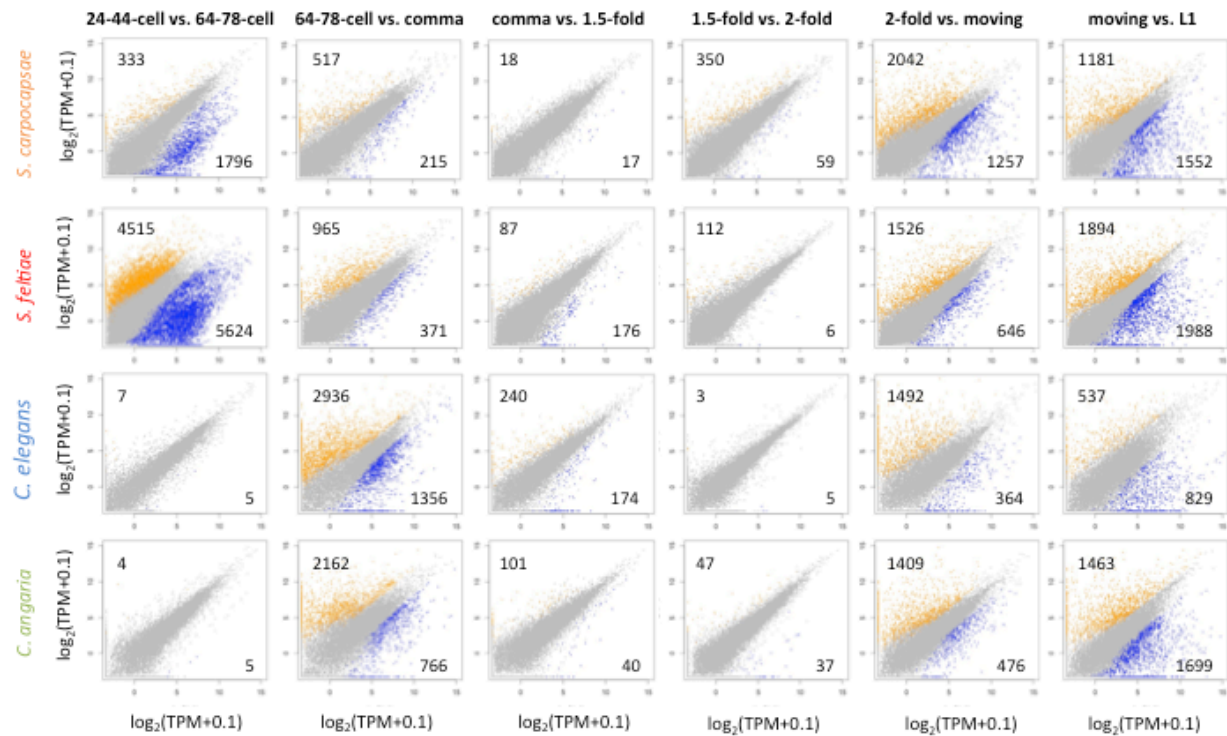 24-44-cell vs. 64-78-cell 64-78-cell vs. comma comma vs. 1.5-fold 1.5-fold vs. 2-fold 2-fold vs. moving moving vs. L1
S. carpocapsae
log₂(TPM+0.1)
333 517 18 350 2042 1181
1796 215 17 59 1257 1552
S. feltiae
log₂(TPM+0.1)
4515 965 87 112 1526 1894
5624 371 176 6 646 1988
C. elegans
log₂(TPM+0.1)
7 2936 240 3 1492 537
5 1356 174 5 364 829
C. angaria
log₂(TPM+0.1)
4 2162 101 47 1409 1463
5 766 40 37 476 1699
log₂(TPM+0.1) log₂(TPM+0.1) log₂(TPM+0.1) log₂(TPM+0.1) log₂(TPM+0.1) log₂(TPM+0.1)